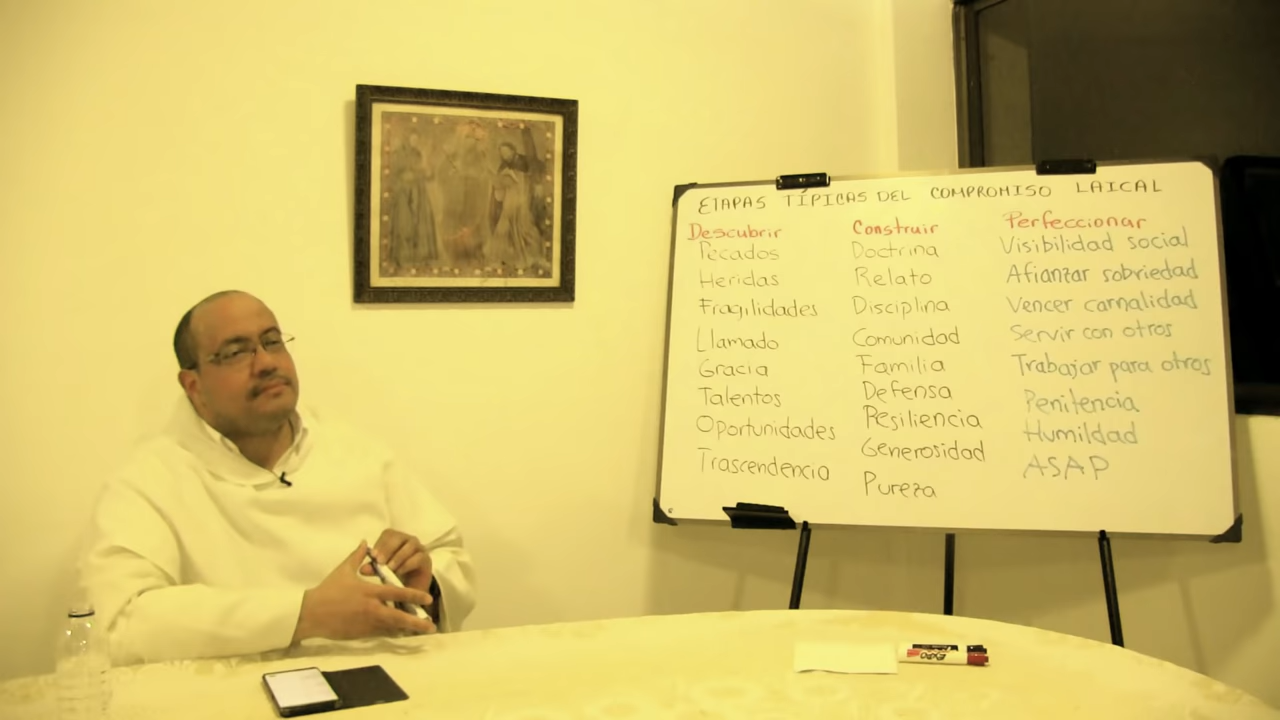 ETAPAS TÍPICAS DEL COMPROMISO LAICAL
Descubrir
Pecados
Heridas
Fragilidades
Llamado
Gracia
Talentos
Oportunidades
Trascendencia
Construir
Doctrina
Relato
Disciplina
Comunidad
Familia
Defensa
Resiliencia
Generosidad
Pureza
Perfeccionar
Visibilidad social
Afianzar sobriedad
Vencer carnalidad
Servir con otros
Trabajar para otros
Penitencia
Humildad
ASAP
EXPO